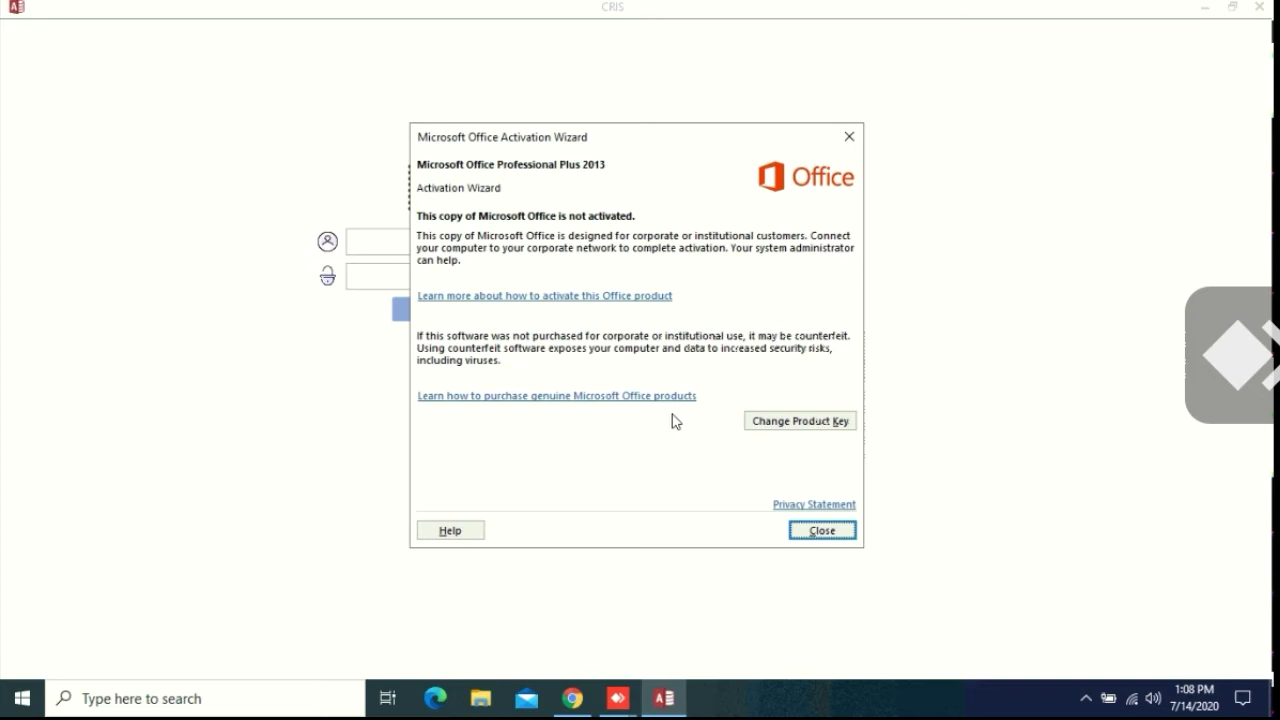 CRIS
Microsoft Office Activation Wizard
Microsoft Office Professional Plus 2013
Activation Wizard
Office
This copy of Microsoft Office is not activated.
This copy of Microsoft Office is designed for corporate or institutional customers. Connect
your computer to your corporate network to complete activation. Your system administrator
can help.
Learn more about how to activate this Office product
If this software was not purchased for corporate or institutional use, it may be counterfeit.
Using counterfeit software exposes your computer and data to increased security risks,
including viruses.
Learn how to purchase genuine Microsoft Office products
Change Product Key
Privacy Statement
Help
Close
Type here to search
1:08 PM
7/14/2020